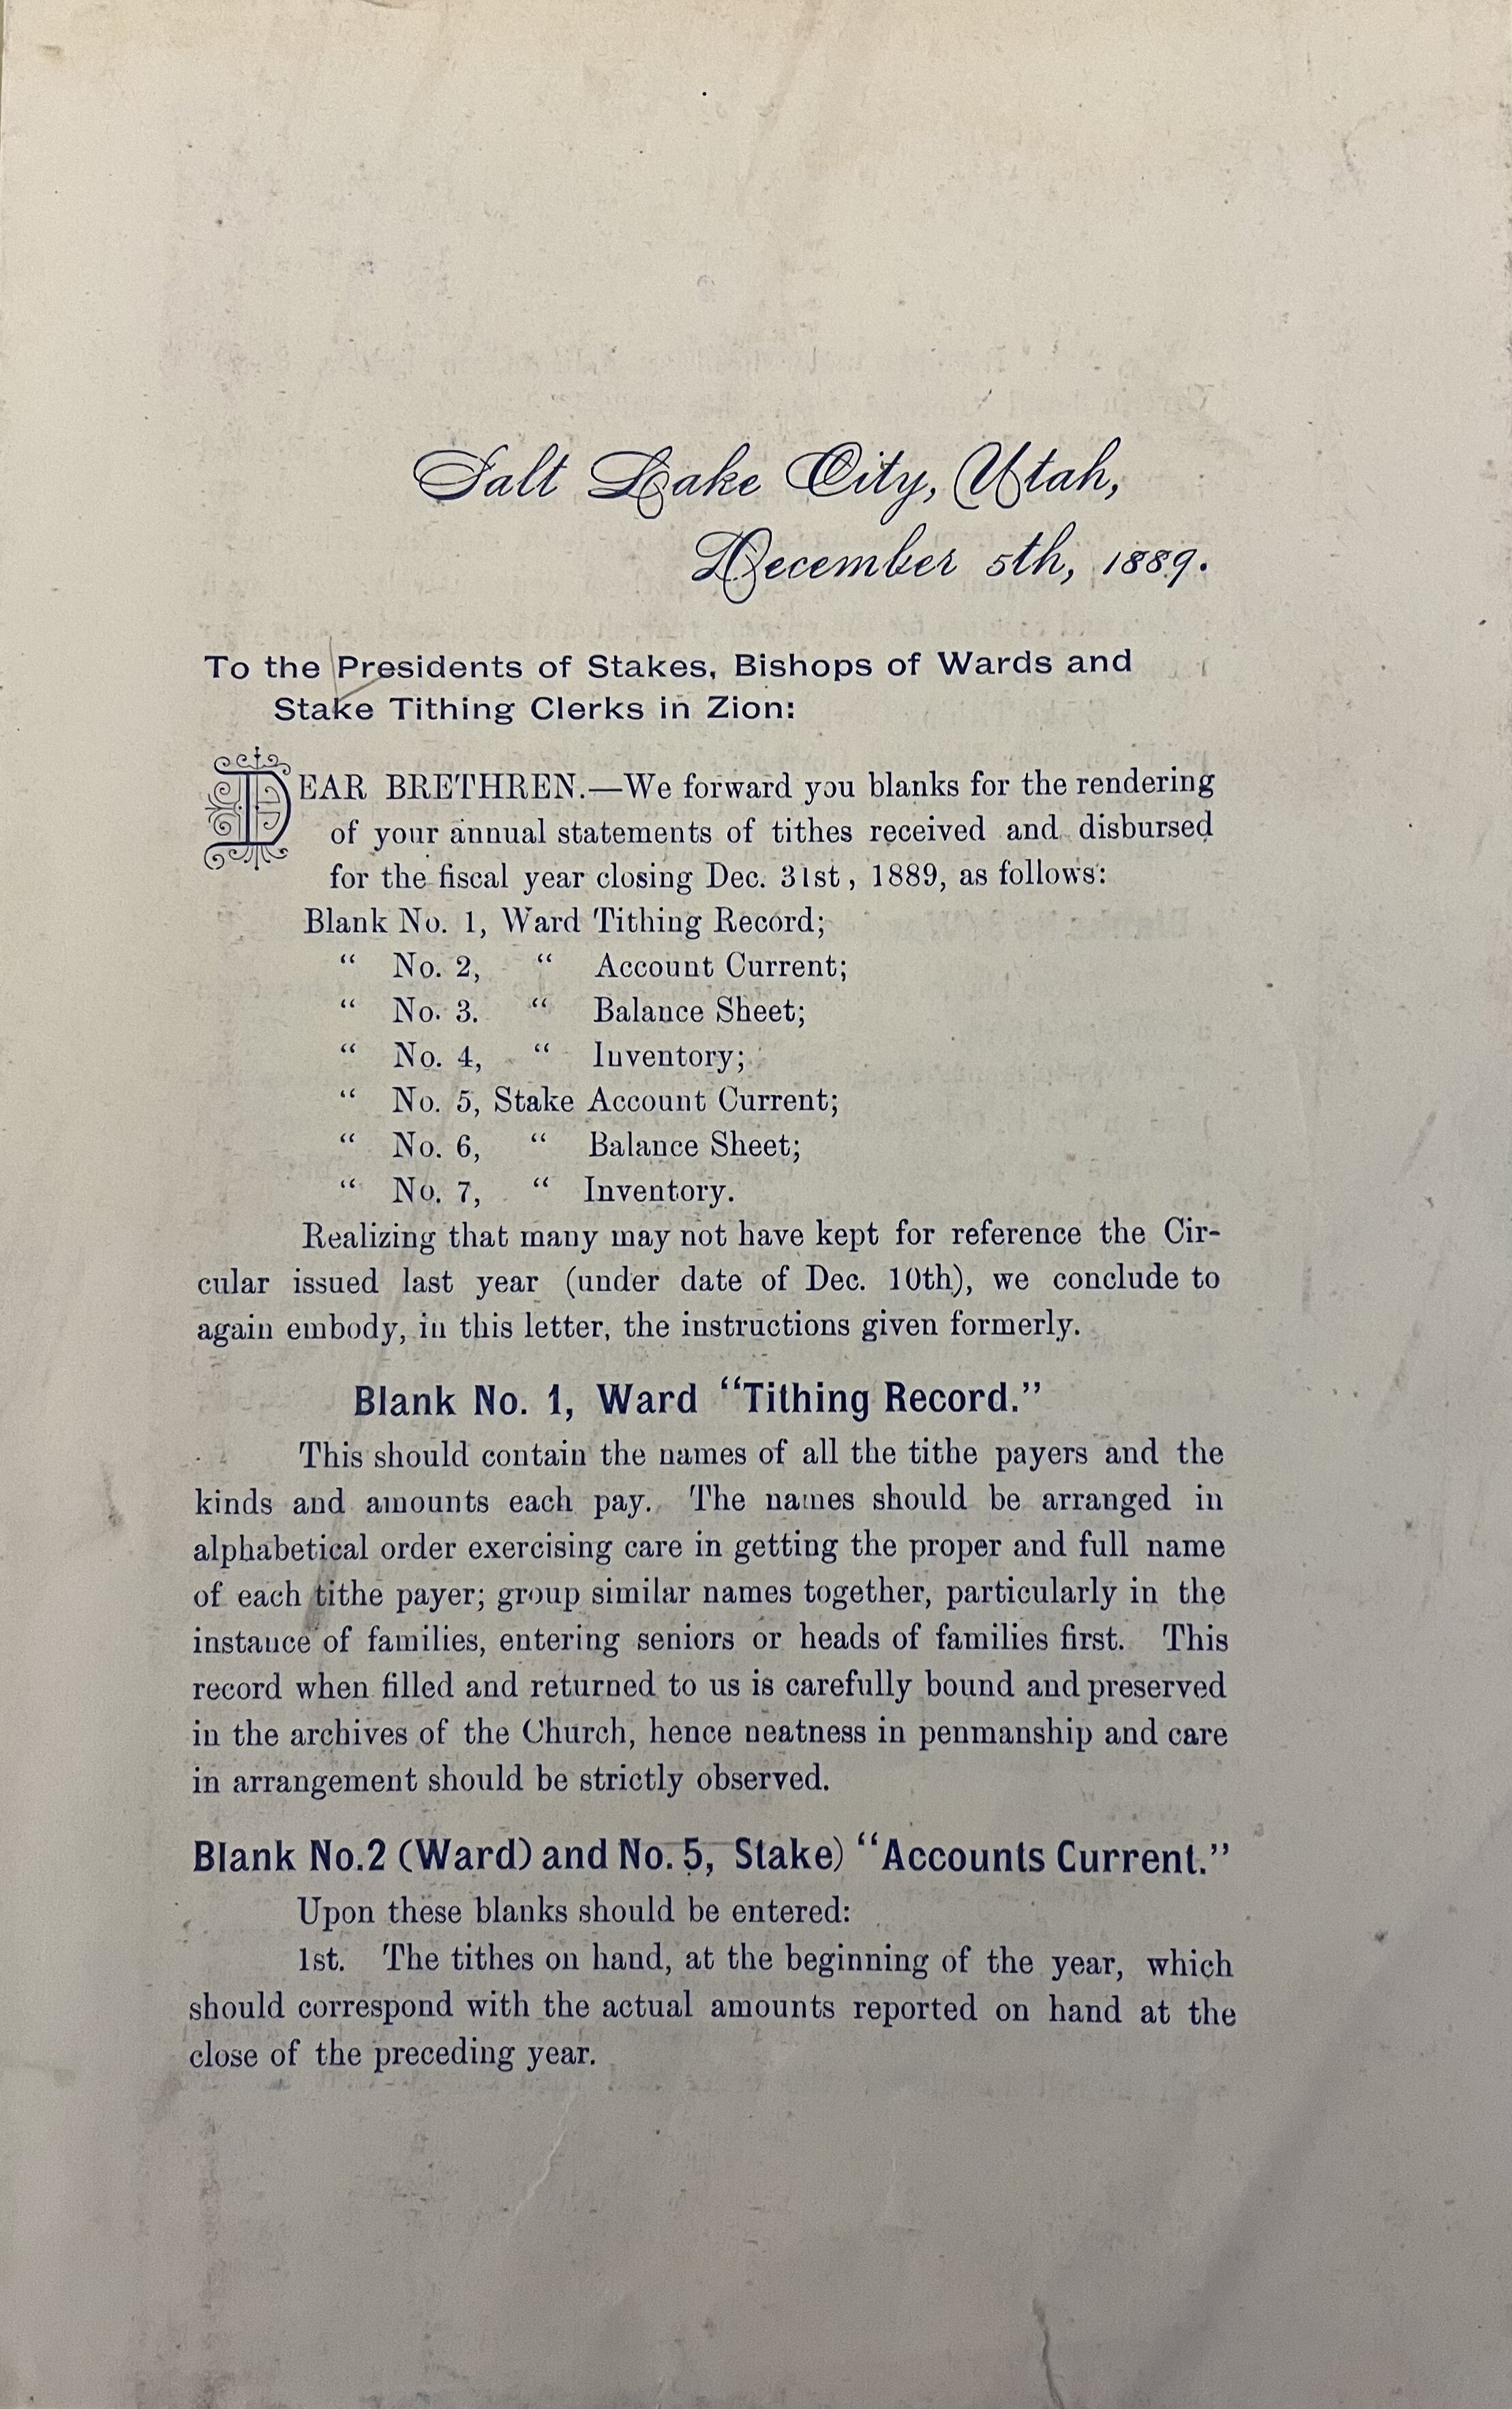 Salt Lake City, Utah,
December 5th, 1889.
To the Presidents of Stakes, Bishops of Wards and
Stake Tithing Clerks in Zion:
DEAR BRETHREN.—We forward you blanks for the rendering
of your annual statements of tithes received and disbursed
for the fiscal year closing Dec. 31st, 1889, as follows:
Blank No. 1, Ward Tithing Record;
“ No. 2, “ Account Current;
“ No. 3. “ Balance Sheet;
“ No. 4, “ Inventory;
“ No. 5, Stake Account Current;
“ No. 6, “ Balance Sheet;
“ No. 7, “ Inventory.
Realizing that many may not have kept for reference the Cir-
cular issued last year (under date of Dec. 10th), we conclude to
again embody, in this letter, the instructions given formerly.
Blank No. 1, Ward “Tithing Record.”
This should contain the names of all the tithe payers and the
kinds and amounts each pay. The names should be arranged in
alphabetical order exercising care in getting the proper and full name
of each tithe payer; group similar names together, particularly in the
instance of families, entering seniors or heads of families first. This
record when filled and returned to us is carefully bound and preserved
in the archives of the Church, hence neatness in penmanship and care
in arrangement should be strictly observed.
Blank No.2 (Ward) and No. 5, Stake) “Accounts Current.”
Upon these blanks should be entered:
1st. The tithes on hand, at the beginning of the year, which
should correspond with the actual amounts reported on hand at the
close of the preceding year.